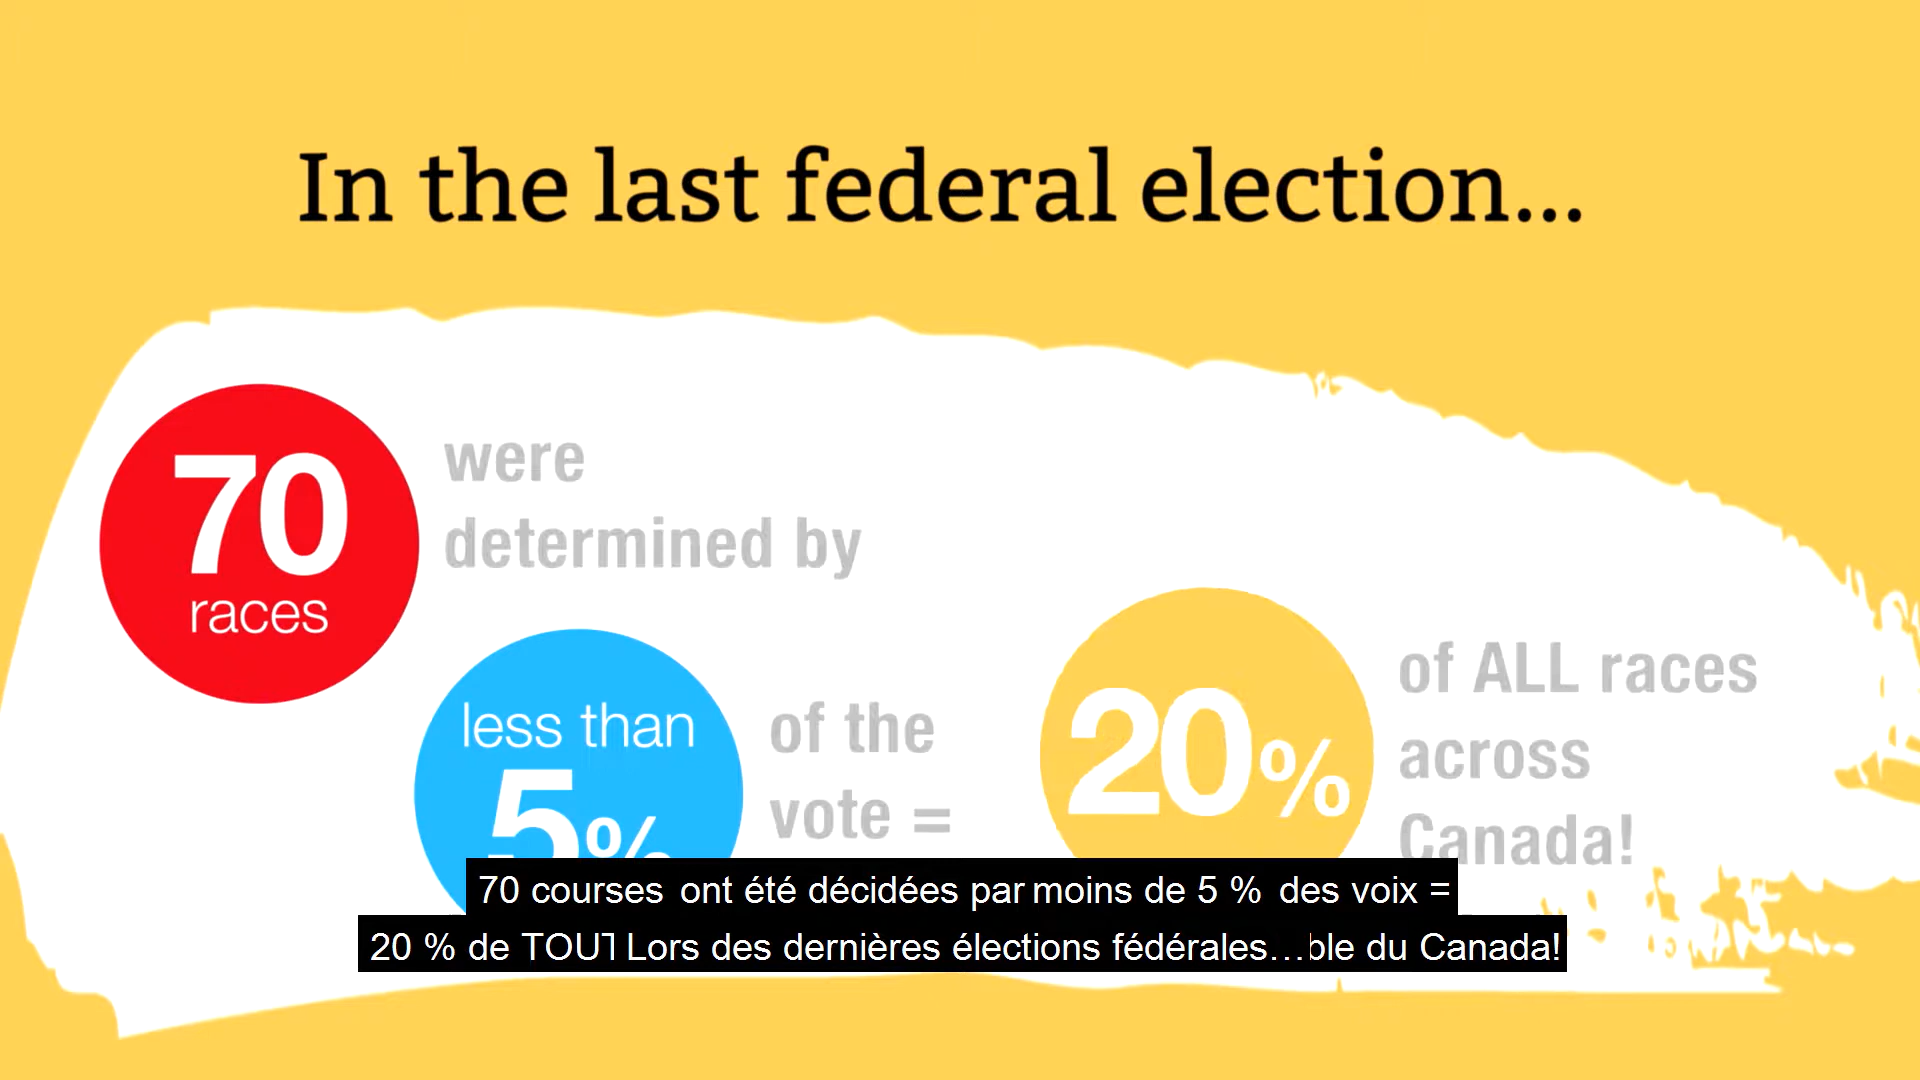 In the last federal election...
70
races
were
determined by
less than
5%
of the
vote =
20%
of ALL races
across
Canada!
70 courses ont été décidées par moins de 5 % des voix =
20 % de TOUT Lors des dernières élections fédérales…ble du Canada!